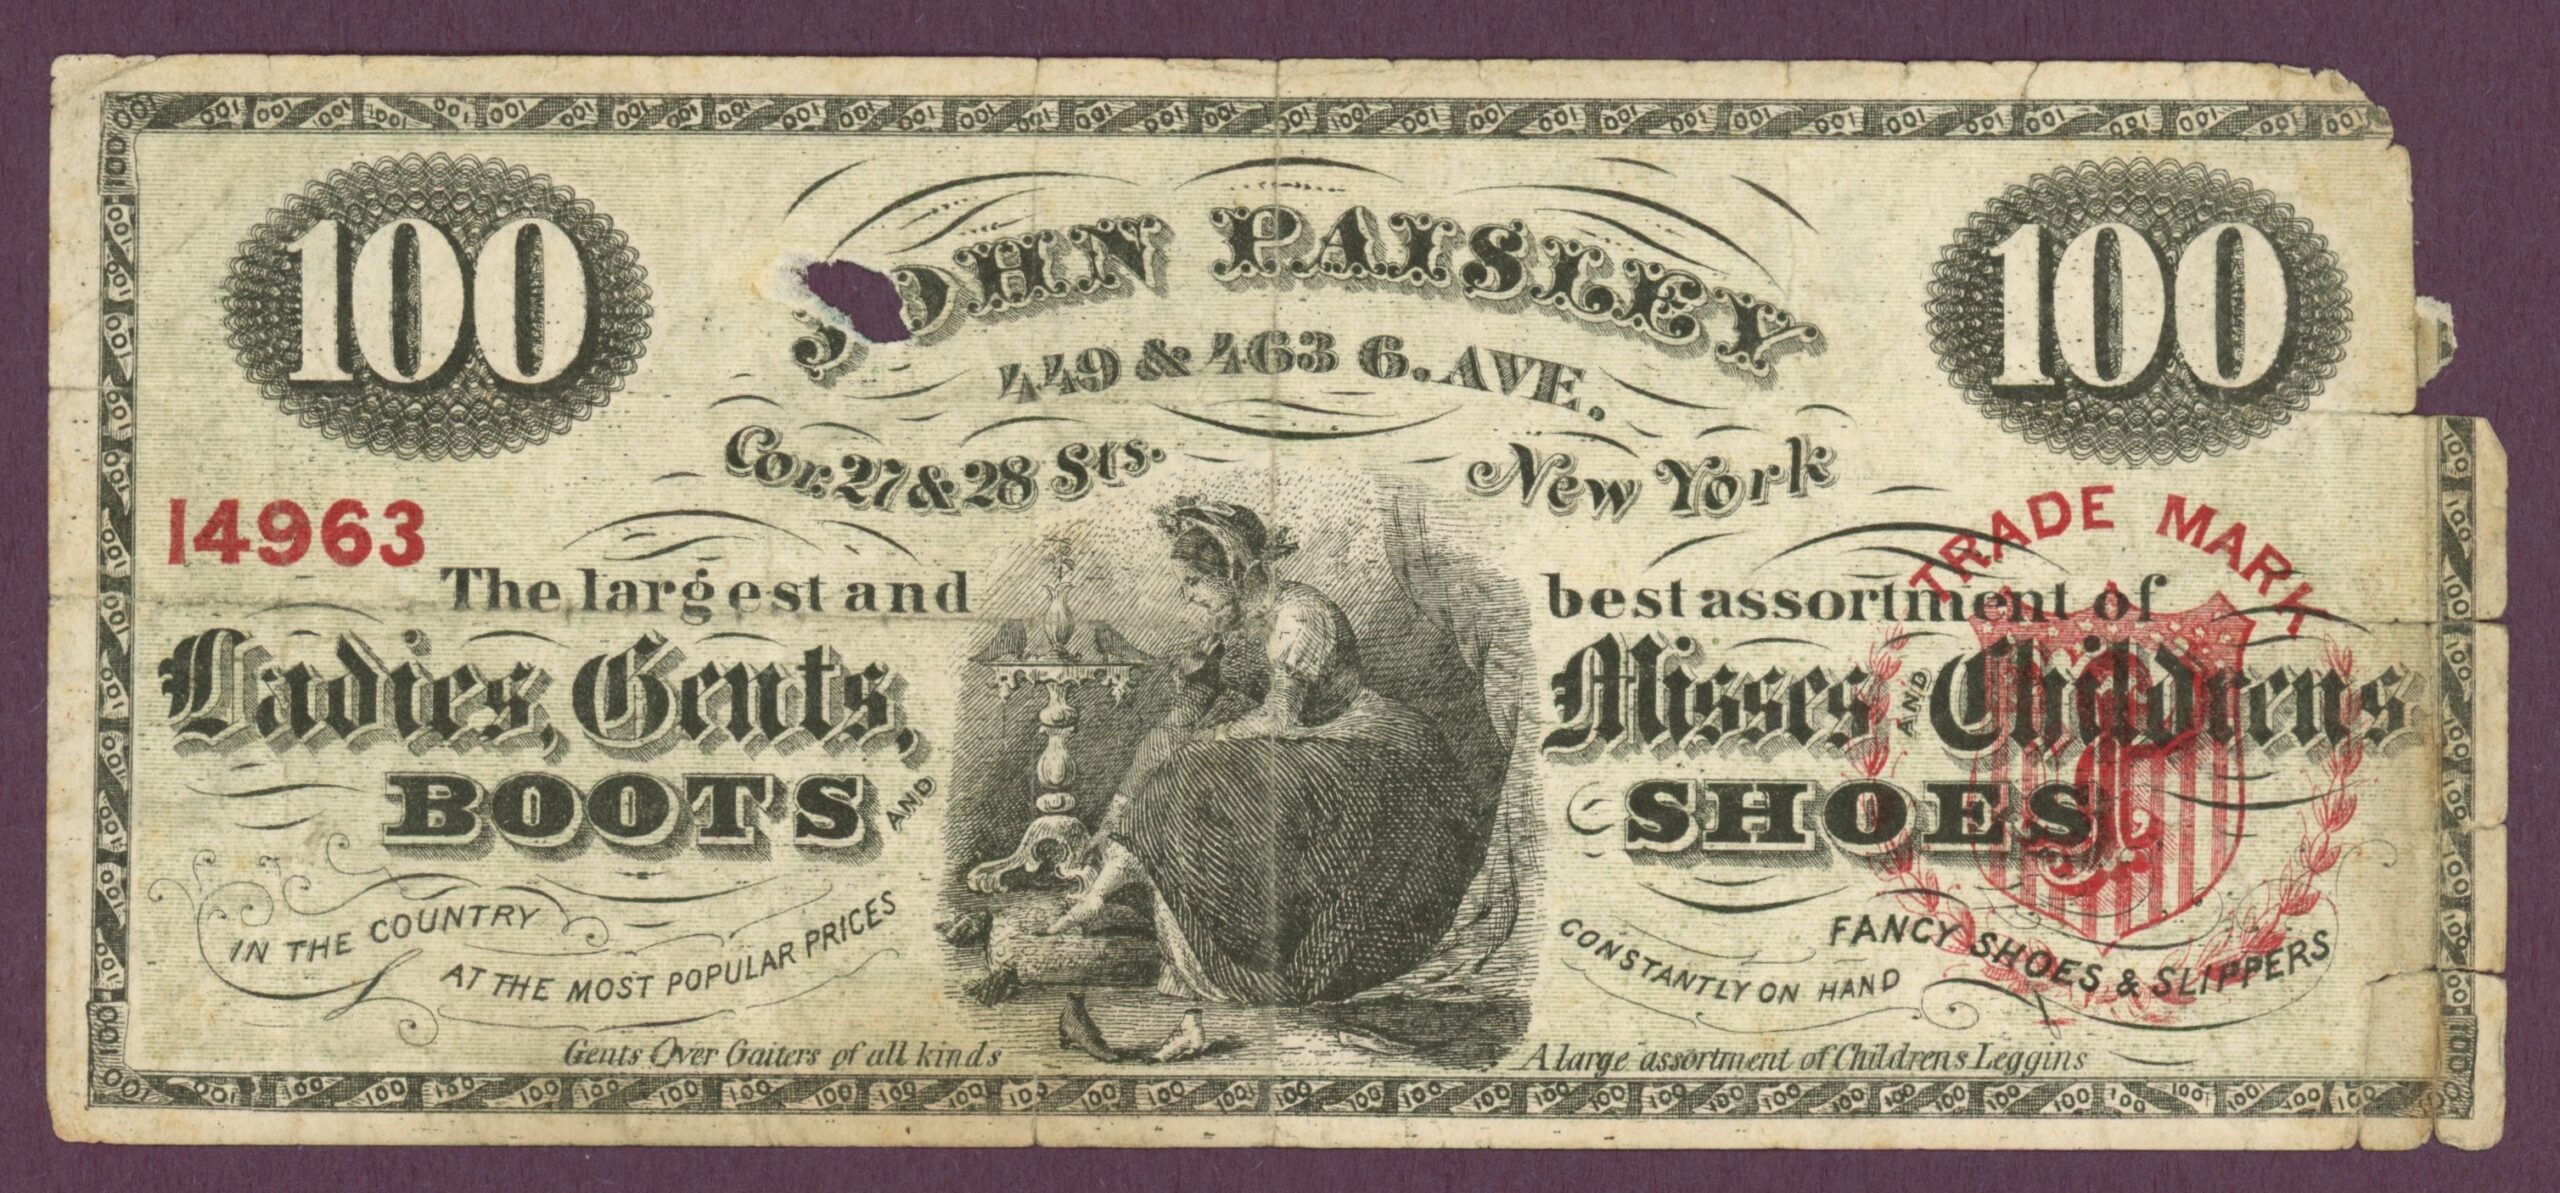 100 JOHN PAISLEY 100
449 & 463 6. AVE.
Cor. 27 & 28 Sts. New York
14963
TRADE MARK
The largest and best assortment of
Ladies, Gents, Misses AND Childrens
BOOTS AND SHOES
P
IN THE COUNTRY
AT THE MOST POPULAR PRICES
CONSTANTLY ON HAND
FANCY SHOES & SLIPPERS
Gents Over Gaiters of all kinds
A large assortment of Childrens Leggins